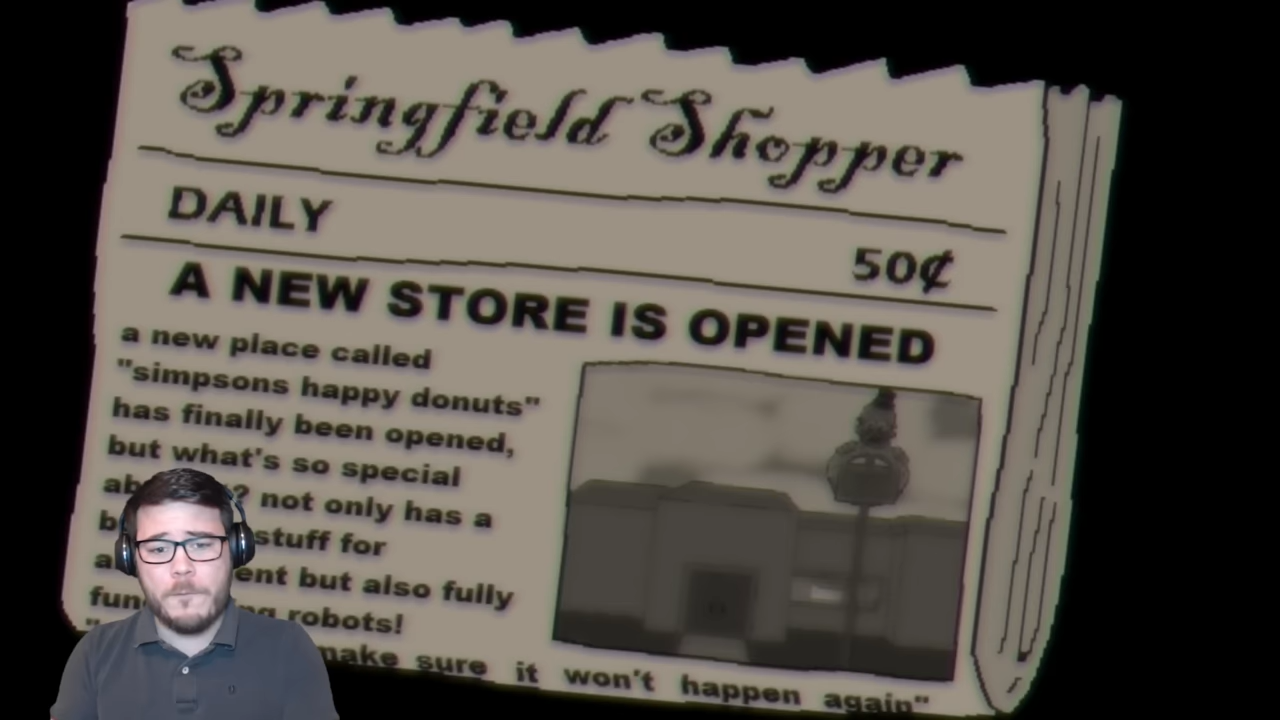 Springfield Shopper
DAILY
50¢
A NEW STORE IS OPENED
a new place called
"simpsons happy donuts"
has finally been opened,
but what's so special
? not only has a
stuff for
but also fully
robots!
make sure it won't happen again"